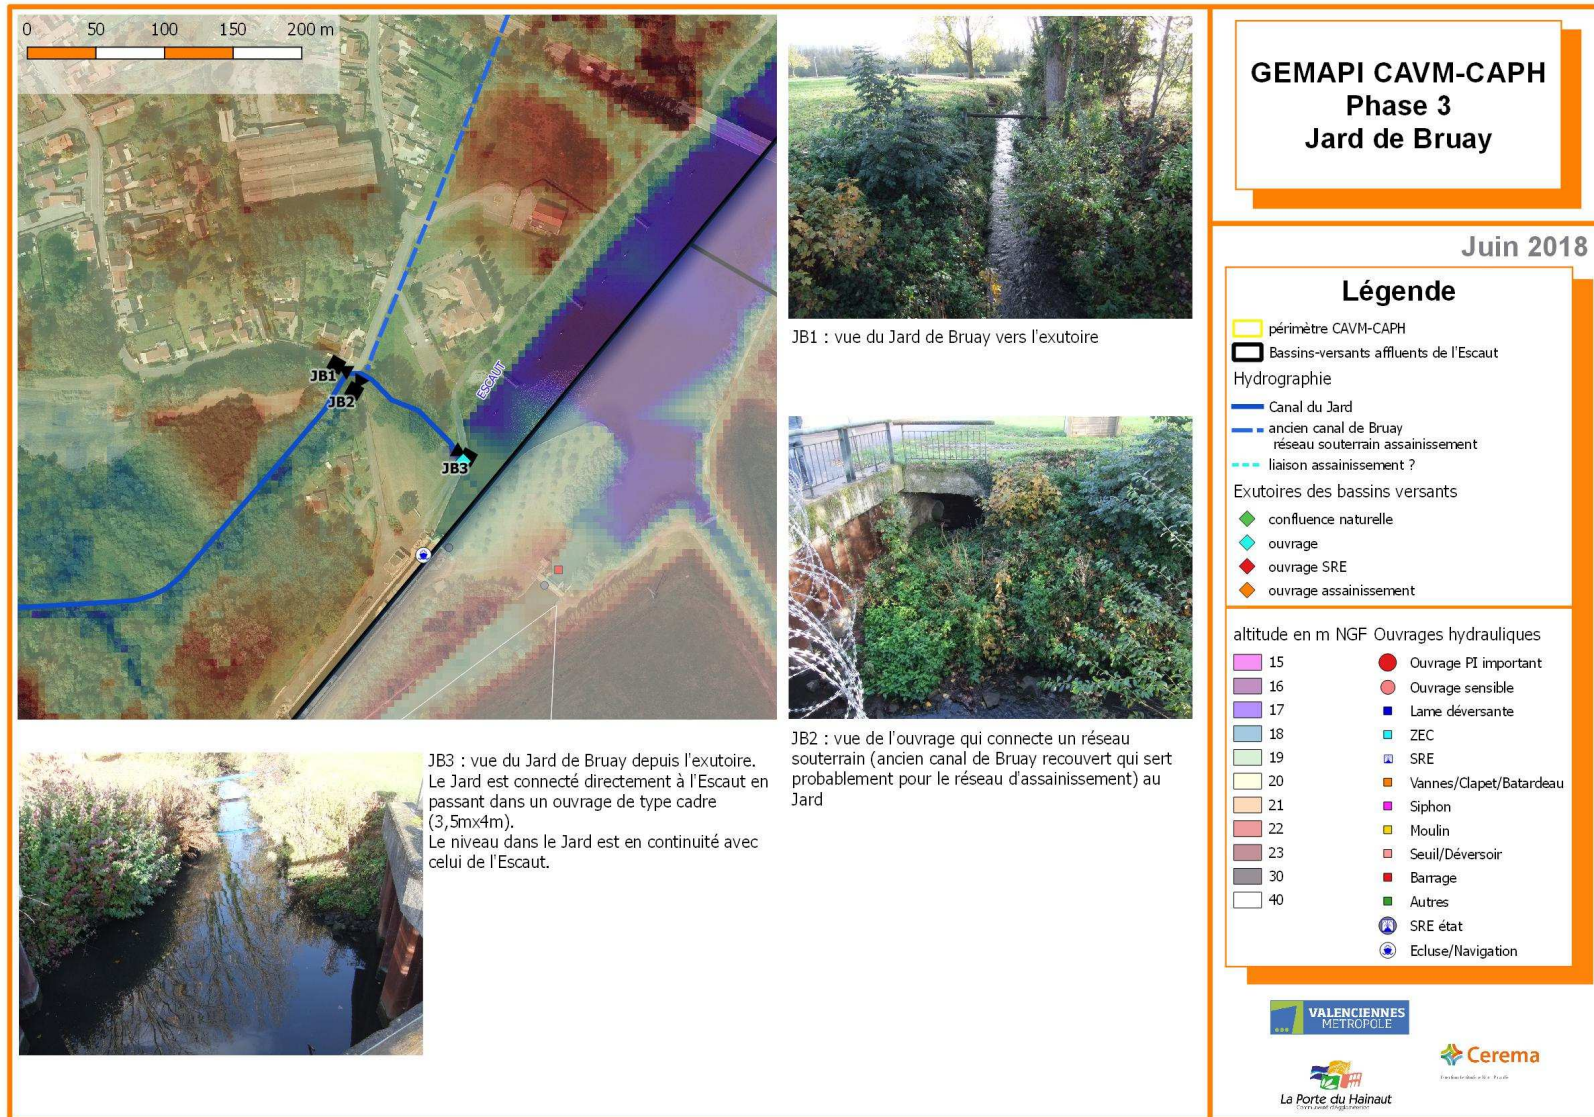 0 50 100 150 200 m
JB1
JB2
JB3
ESCAUT
JB1 : vue du Jard de Bruay vers l'exutoire
JB2 : vue de l'ouvrage qui connecte un réseau
souterrain (ancien canal de Bruay recouvert qui sert
probablement pour le réseau d'assainissement) au
Jard
JB3 : vue du Jard de Bruay depuis l'exutoire.
Le Jard est connecté directement à l'Escaut en
passant dans un ouvrage de type cadre
(3,5mx4m).
Le niveau dans le Jard est en continuité avec
celui de l'Escaut.
GEMAPI CAVM-CAPH
Phase 3
Jard de Bruay
Juin 2018
Légende
périmètre CAVM-CAPH
Bassins-versants affluents de l'Escaut
Hydrographie
Canal du Jard
ancien canal de Bruay
réseau souterrain assainissement
liaison assainissement ?
Exutoires des bassins versants
confluence naturelle
ouvrage
ouvrage SRE
ouvrage assainissement
altitude en m NGF
15
16
17
18
19
20
21
22
23
30
40
Ouvrages hydrauliques
Ouvrage PI important
Ouvrage sensible
Lame déversante
ZEC
SRE
Vannes/Clapet/Batardeau
Siphon
Moulin
Seuil/Déversoir
Barrage
Autres
SRE état
Ecluse/Navigation
VALENCIENNES
METROPOLE
Cerema
La Porte du Hainaut
Communauté d'agglomération